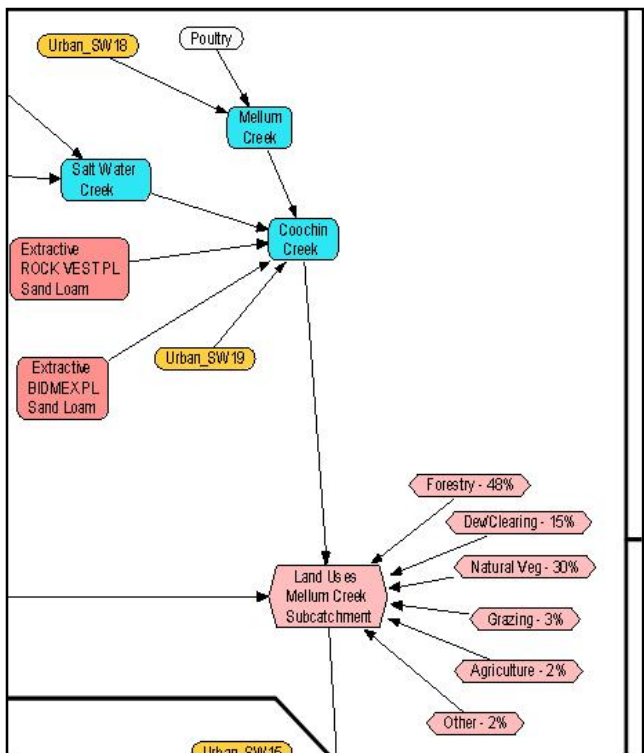 Urban_SW18
Poultry
Mellum
Creek
Salt Water
Creek
Coochin
Creek
Extractive
ROCK VEST PL
Sand Loam
Urban_SW19
Extractive
BIDMEX PL
Sand Loam
Forestry - 48%
Dev/Clearing - 15%
Natural Veg - 30%
Land Uses
Mellum Creek
Subcatchment
Grazing - 3%
Agriculture - 2%
Other - 2%
Urban_SW15